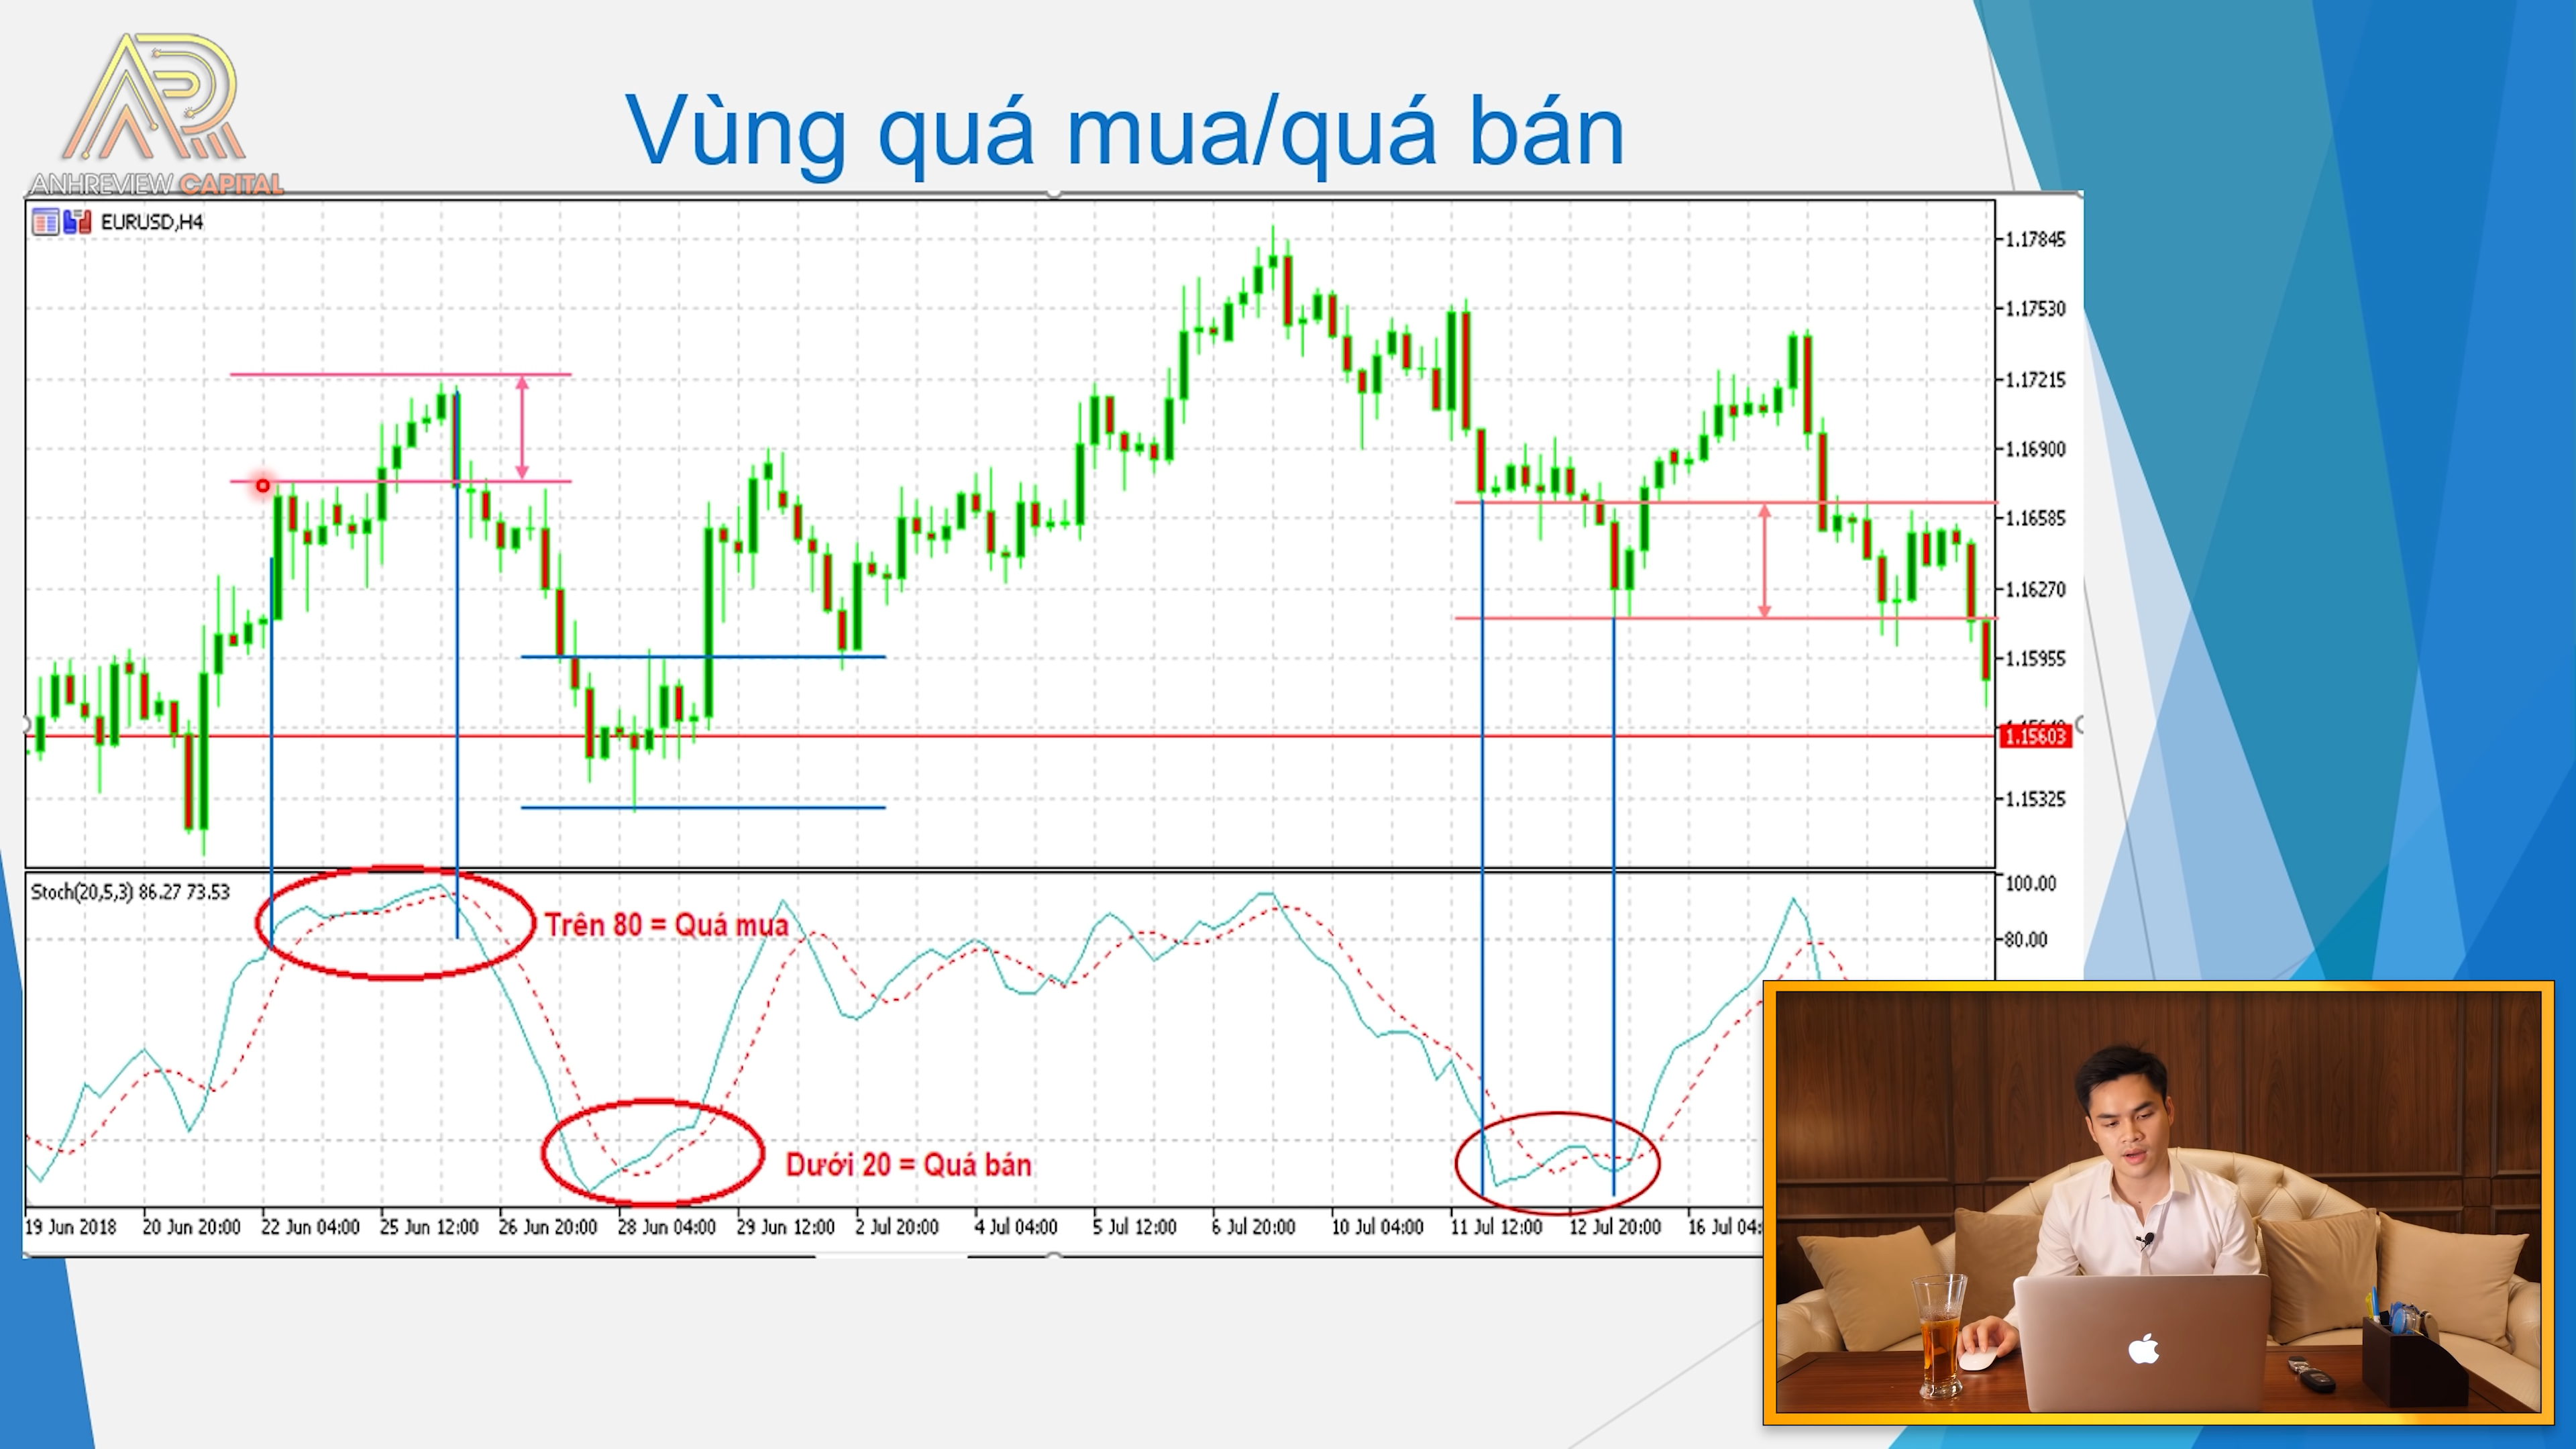 ANHREVIEW CAPITAL
Vùng quá mua/quá bán
EURUSD,H4
1.17845
1.17530
1.17215
1.16900
1.16585
1.16270
1.15955
1.15603
1.15325
Stoch(20,5,3) 86.27 73.53
100.00
Trên 80 = Quá mua
80.00
Dưới 20 = Quá bán
19 Jun 2018 20 Jun 20:00 22 Jun 04:00 25 Jun 12:00 26 Jun 20:00 28 Jun 04:00 29 Jun 12:00 2 Jul 20:00 4 Jul 04:00 5 Jul 12:00 6 Jul 20:00 10 Jul 04:00 11 Jul 12:00 12 Jul 20:00 16 Jul 04: